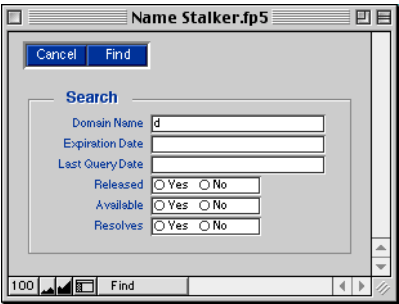 Name Stalker.fp5
Cancel Find
Search
Domain Name d
Expiration Date
Last Query Date
Released Yes No
Available Yes No
Resolves Yes No
100 Find